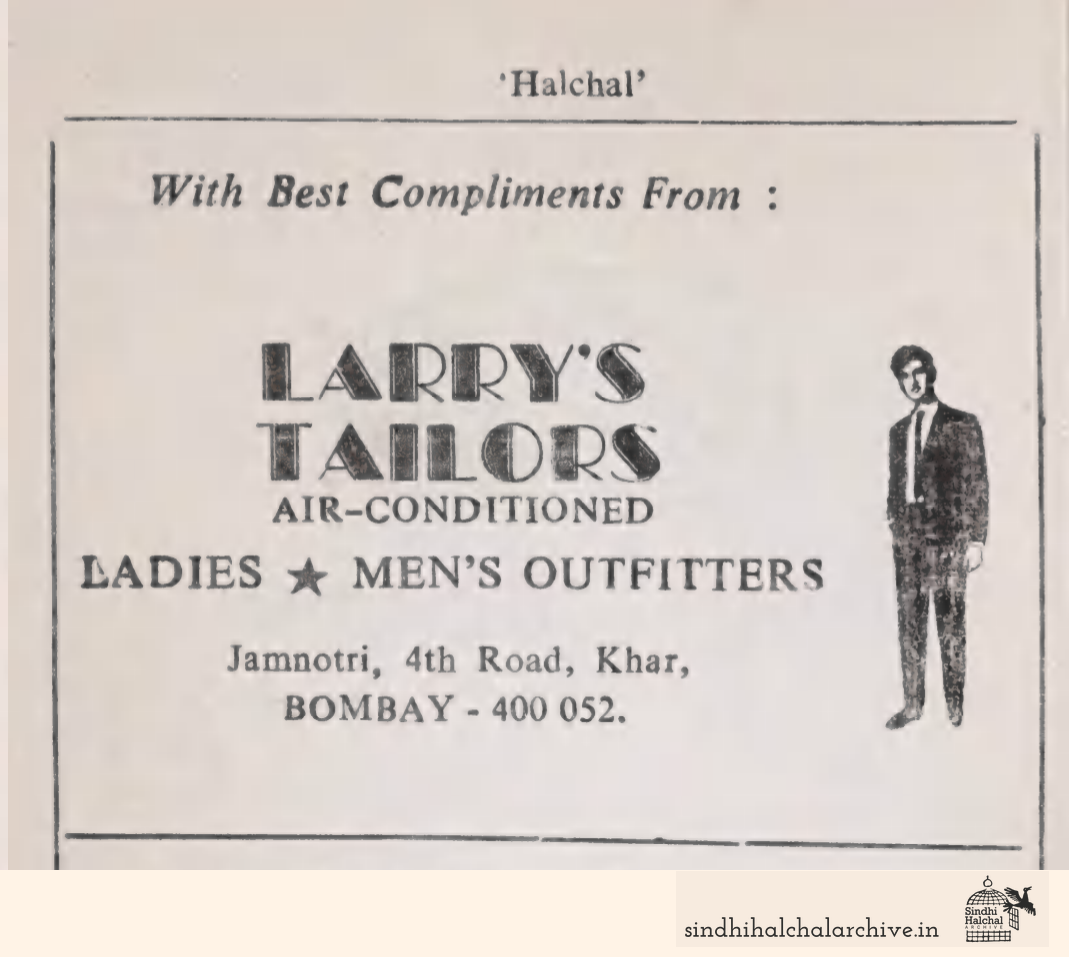 'Halchal'
With Best Compliments From :
LARRY'S
TAILORS
AIR-CONDITIONED
LADIES ★ MEN'S OUTFITTERS
Jamnotri, 4th Road, Khar,
BOMBAY - 400 052.
sindhihalchalarchive.in
Sindhi
Halchal
ARCHIVE